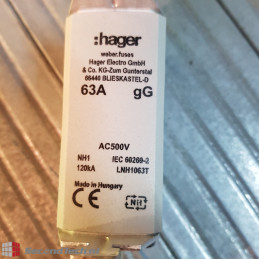 :hager
weber.fuses
Hager Electro GmbH
& Co. KG-Zum Gunterstal
66440 BLIESKASTEL-D
63A gG
AC500V
NH1 IEC 60269-2
120kA LNH1063T
Made in Hungary
CE